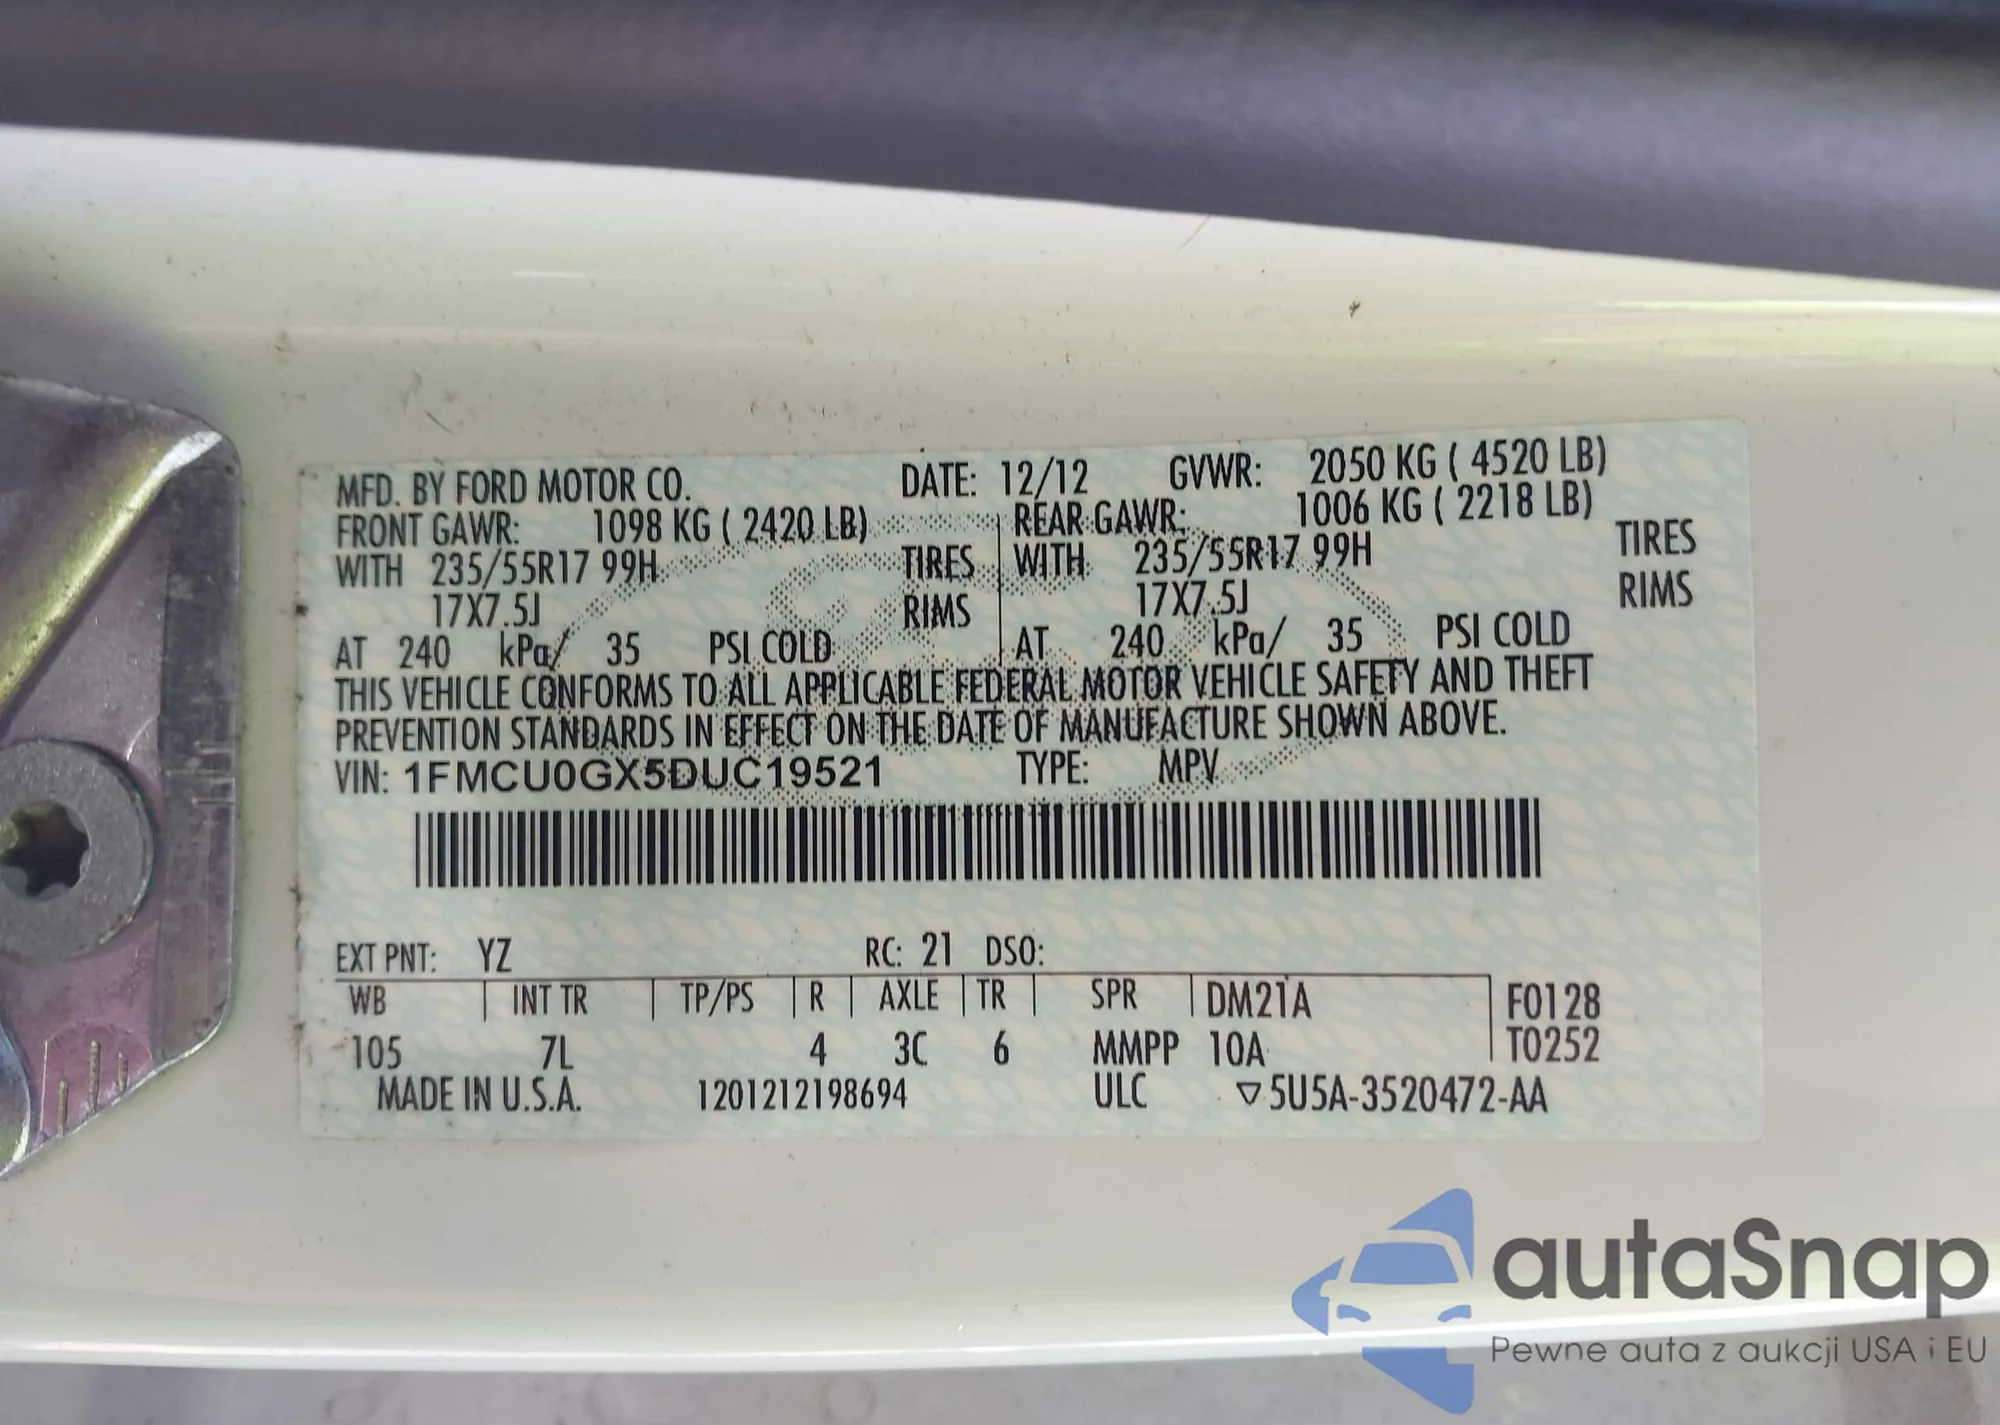 MFD. BY FORD MOTOR CO. DATE: 12/12 GVWR: 2050 KG ( 4520 LB)
FRONT GAWR: 1098 KG ( 2420 LB) REAR GAWR: 1006 KG ( 2218 LB)
WITH 235/55R17 99H TIRES WITH 235/55R17 99H TIRES
17X7.5J RIMS 17X7.5J RIMS
AT 240 kPa/ 35 PSI COLD AT 240 kPa/ 35 PSI COLD
THIS VEHICLE CONFORMS TO ALL APPLICABLE FEDERAL MOTOR VEHICLE SAFETY AND THEFT
PREVENTION STANDARDS IN EFFECT ON THE DATE OF MANUFACTURE SHOWN ABOVE.
VIN: 1FMCU0GX5DUC19521 TYPE: MPV
EXT PNT: YZ RC: 21 DSO:
WB INT TR TP/PS R AXLE TR SPR DM21A F0128
105 7L 4 3C 6 MMPP 10A T0252
MADE IN U.S.A. 1201212198694 ULC ▽5U5A-3520472-AA
autaSnap
Pewne auta z aukcji USA i EU